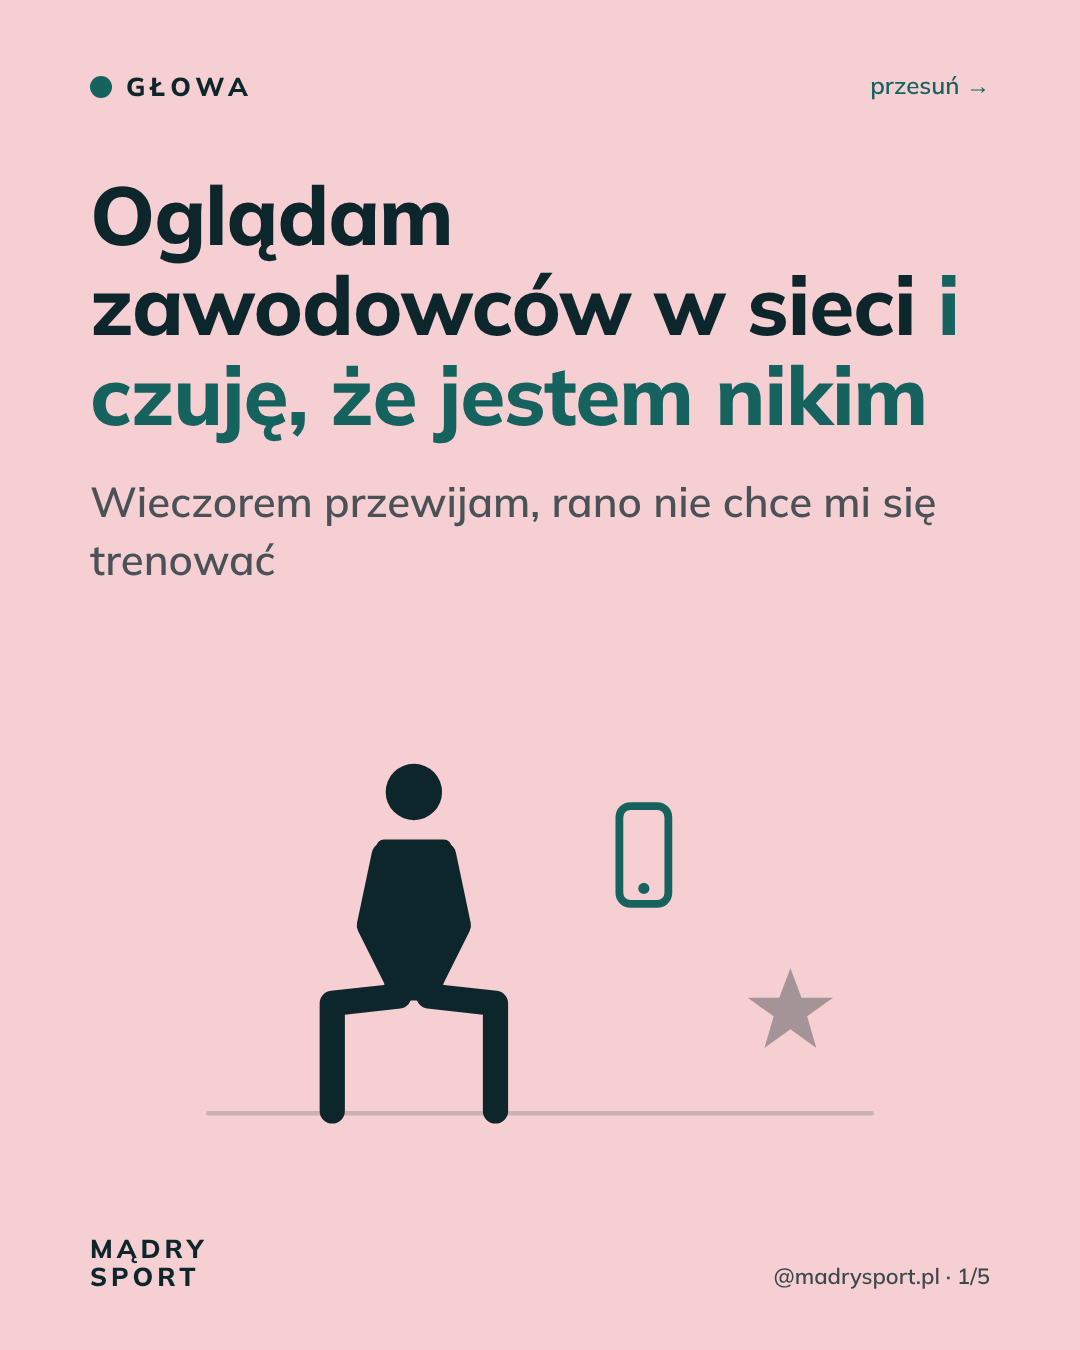 GŁOWA
przesuń →
Oglądam
zawodowców w sieci i
czuję, że jestem nikim
Wieczorem przewijam, rano nie chce mi się
trenować
MĄDRY
SPORT
@madrysport.pl · 1/5